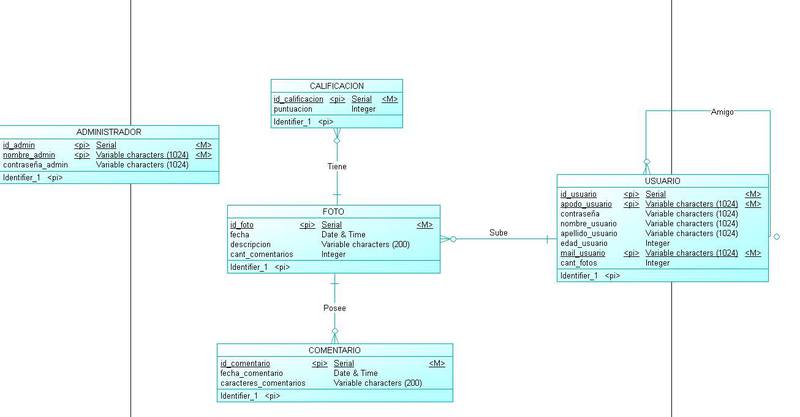 CALIFICACION
id_calificacion <pi> Serial <M>
puntuacion Integer
Identifier_1 <pi>
Amigo
ADMINISTRADOR
id_admin <pi> Serial <M>
nombre_admin <pi> Variable characters (1024) <M>
contraseña_admin Variable characters (1024)
Identifier_1 <pi>
Tiene
USUARIO
id_usuario <pi> Serial <M>
apodo_usuario <pi> Variable characters (1024) <M>
contraseña Variable characters (1024)
nombre_usuario Variable characters (1024)
apellido_usuario Variable characters (1024)
edad_usuario Integer
mail_usuario <pi> Variable characters (1024) <M>
cant_fotos Integer
Identifier_1 <pi>
FOTO
id_foto <pi> Serial <M>
fecha Date & Time
descripcion Variable characters (200)
cant_comentarios Integer
Identifier_1 <pi>
Sube
Posee
COMENTARIO
id_comentario <pi> Serial <M>
fecha_comentario Date & Time
caracteres_comentarios Variable characters (200)
Identifier_1 <pi>